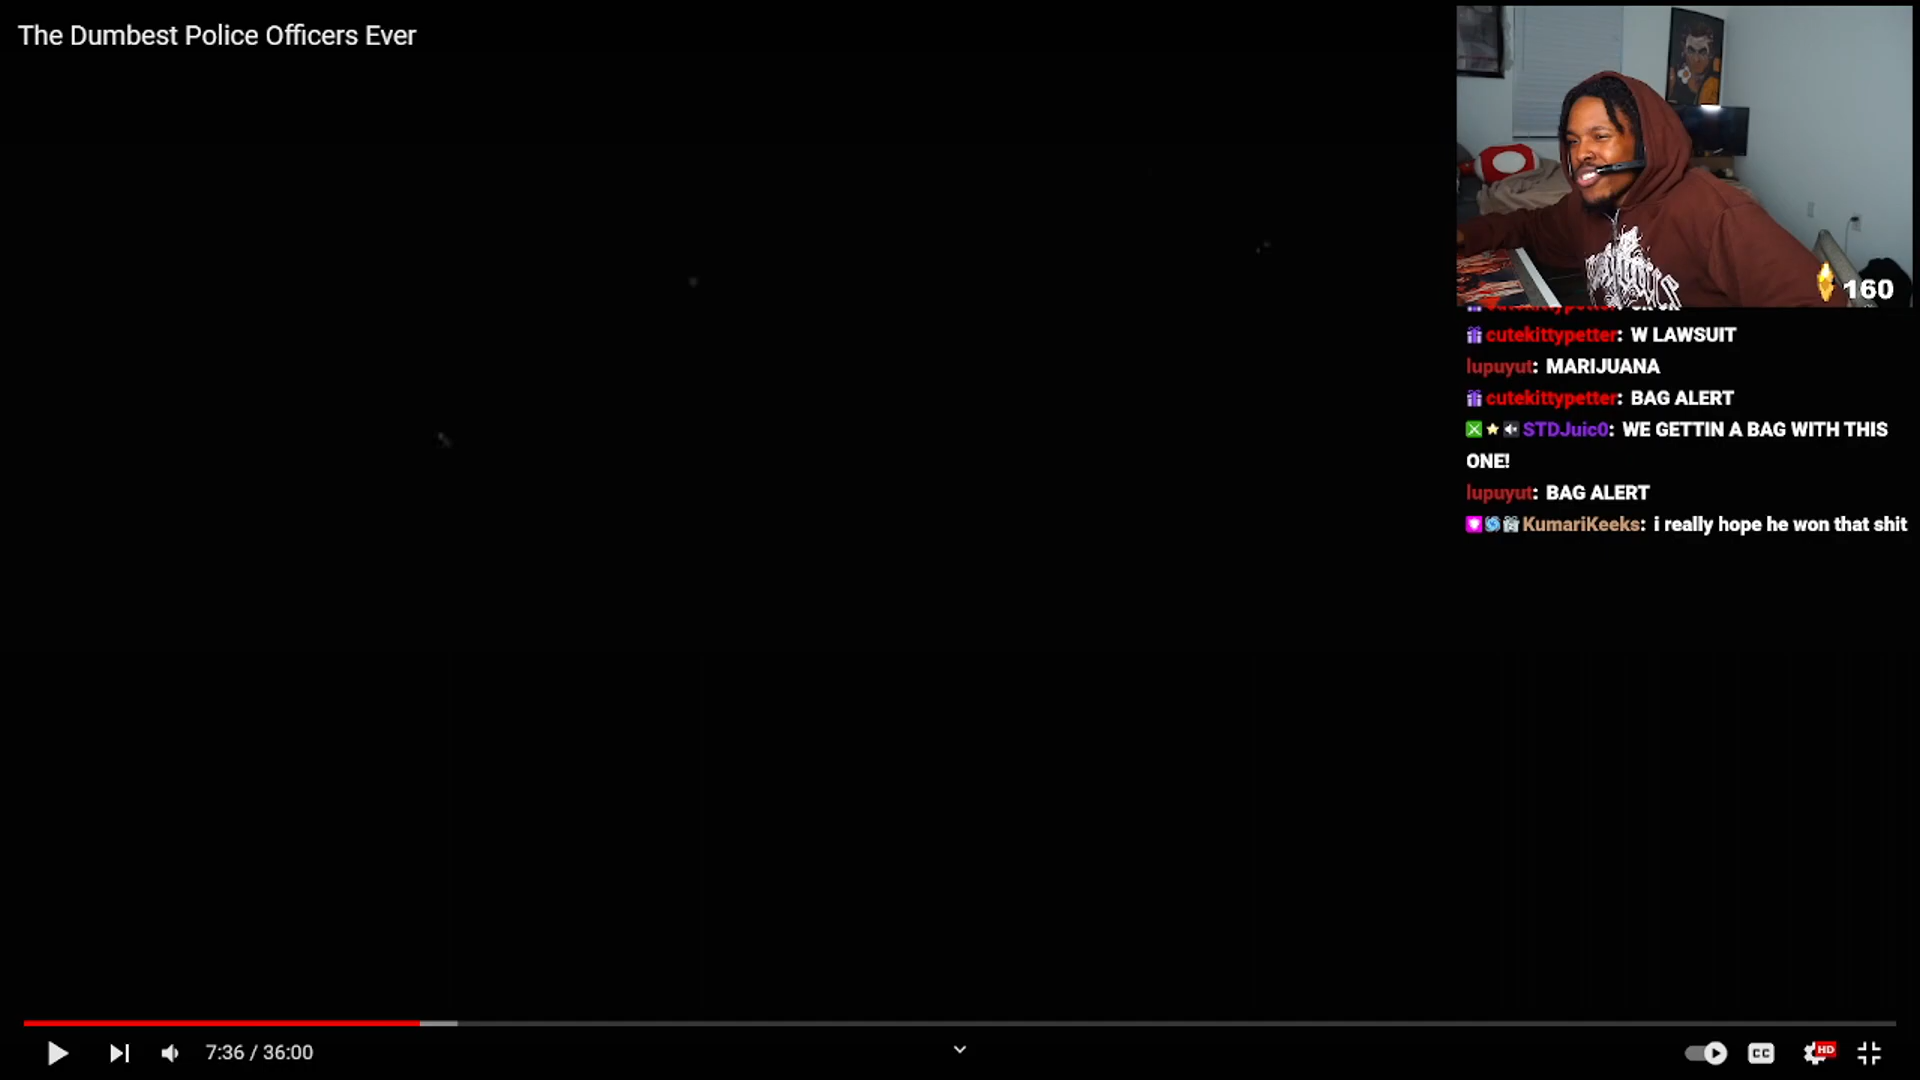 The Dumbest Police Officers Ever
160
cutekittypetter: W LAWSUIT
lupuyut: MARIJUANA
cutekittypetter: BAG ALERT
STDJuic0: WE GETTIN A BAG WITH THIS
ONE!
lupuyut: BAG ALERT
KumariKeeks: i really hope he won that shit
7:36 / 36:00
CC
HD